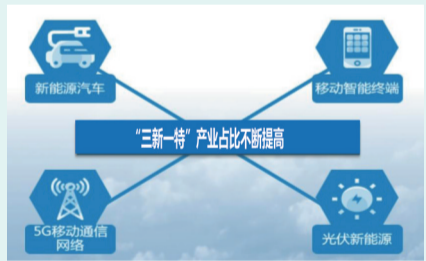 新能源汽车
移动智能终端
“三新一特”产业占比不断提高
5G移动通信
网络
光伏新能源